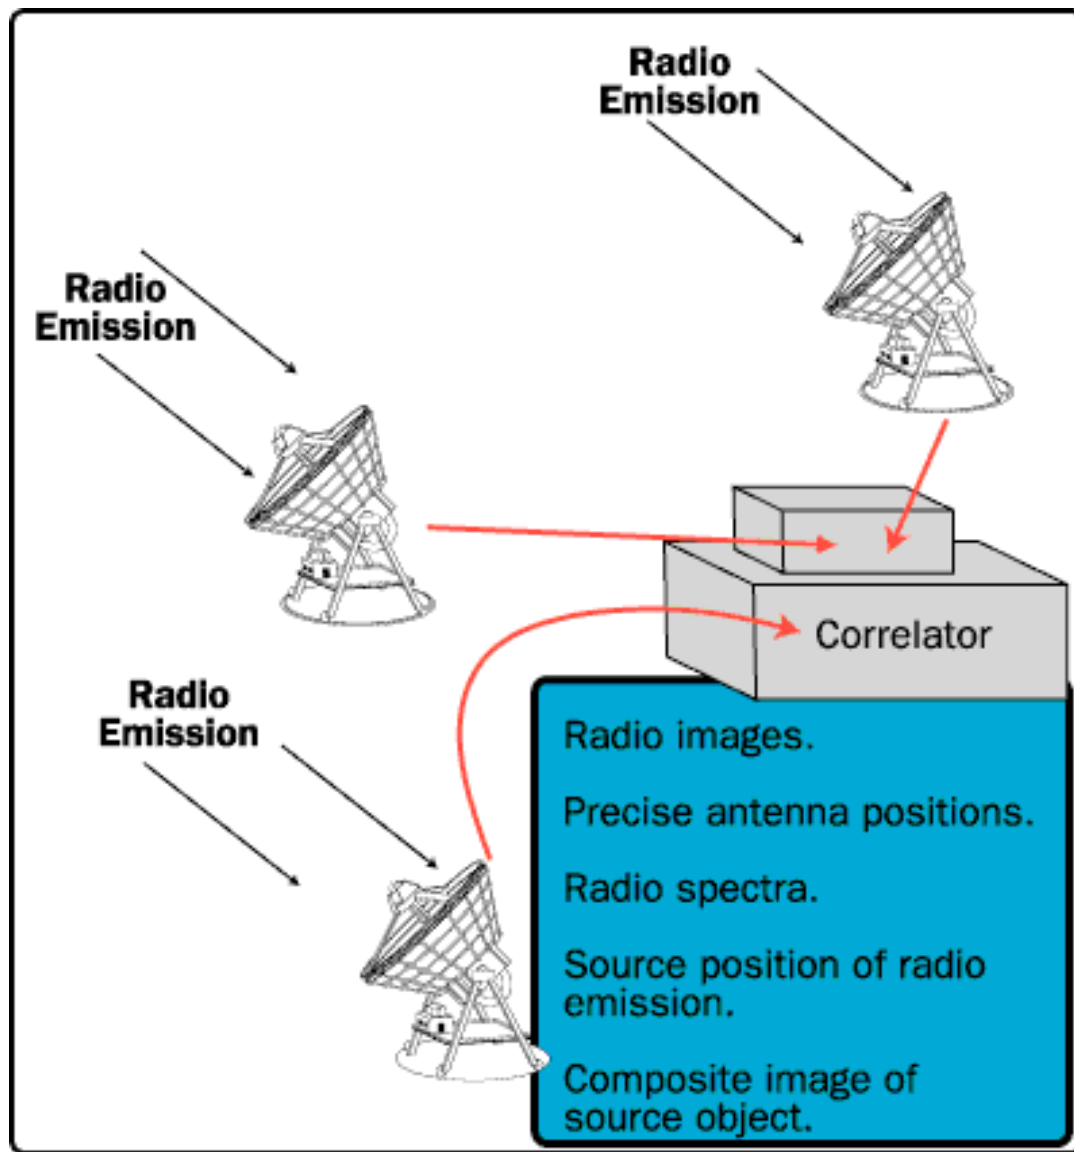 Radio
Emission
Radio
Emission
Radio
Emission
Correlator
Radio images.
Precise antenna positions.
Radio spectra.
Source position of radio
emission.
Composite image of
source object.